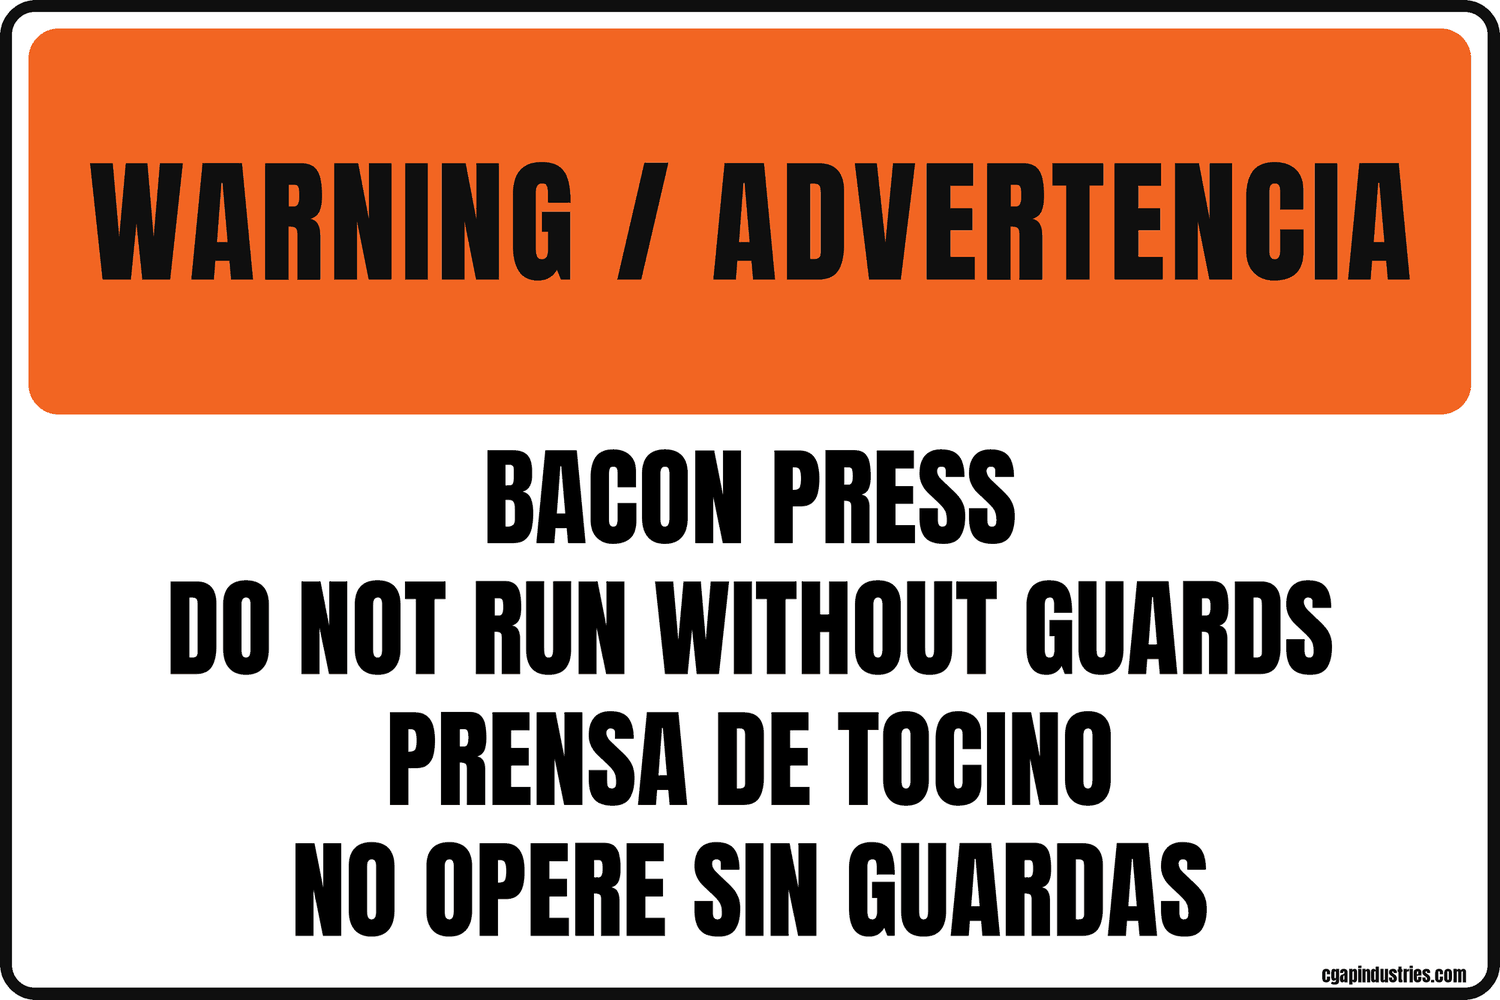 WARNING / ADVERTENCIA
BACON PRESS
DO NOT RUN WITHOUT GUARDS
PRENSA DE TOCINO
NO OPERE SIN GUARDAS
cgapindustries.com